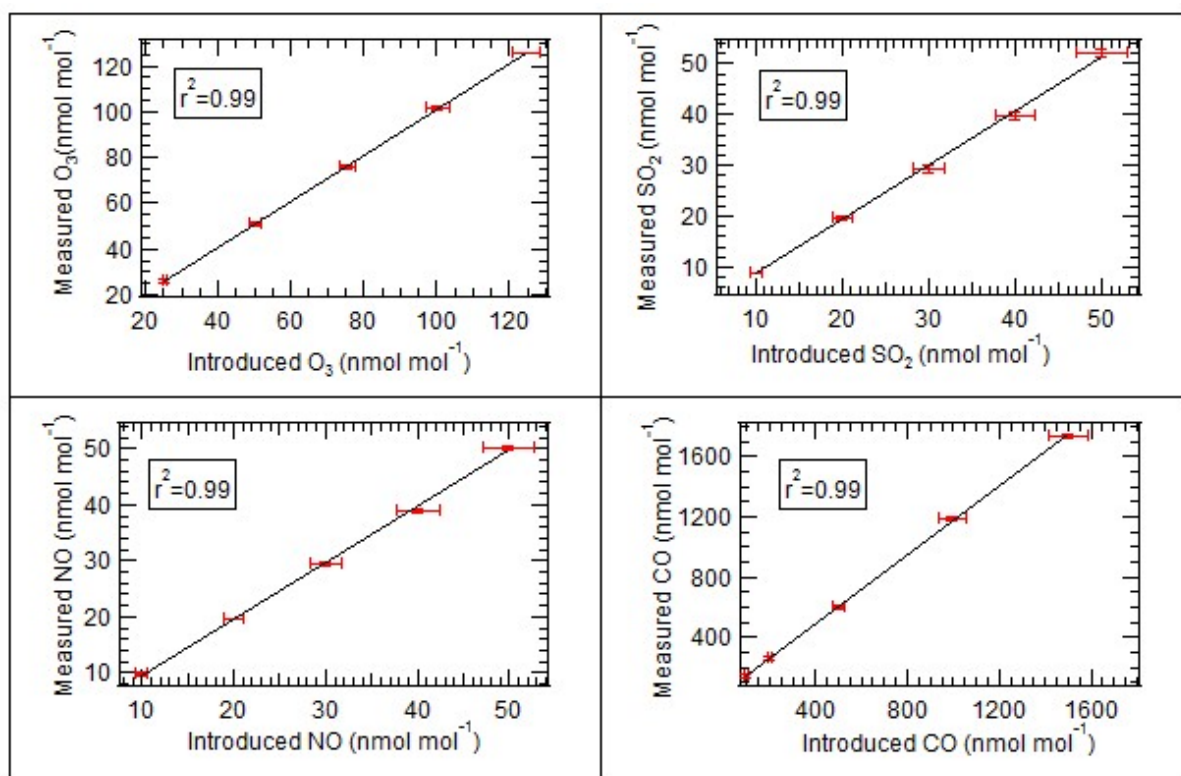 Measured O₃(nmol mol⁻¹)
120
100
80
60
40
20
r²=0.99
20 40 60 80 100 120
Introduced O₃ (nmol mol⁻¹)
Measured SO₂ (nmol mol⁻¹)
50
40
30
20
10
r²=0.99
10 20 30 40 50
Introduced SO₂ (nmol mol⁻¹)
Measured NO (nmol mol⁻¹)
50
40
30
20
10
r²=0.99
10 20 30 40 50
Introduced NO (nmol mol⁻¹)
Measured CO (nmol mol⁻¹)
1600
1200
800
400
r²=0.99
400 800 1200 1600
Introduced CO (nmol mol⁻¹)